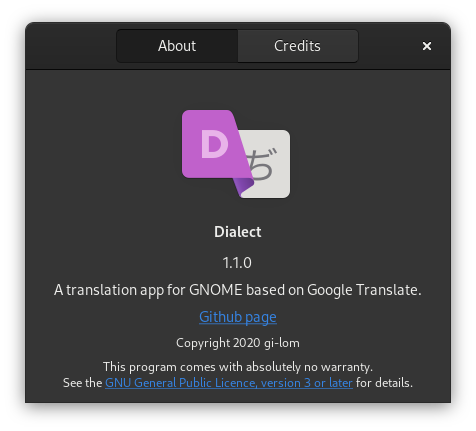 About Credits
D ぢ
Dialect
1.1.0
A translation app for GNOME based on Google Translate.
Github page
Copyright 2020 gi-lom
This program comes with absolutely no warranty.
See the GNU General Public Licence, version 3 or later for details.